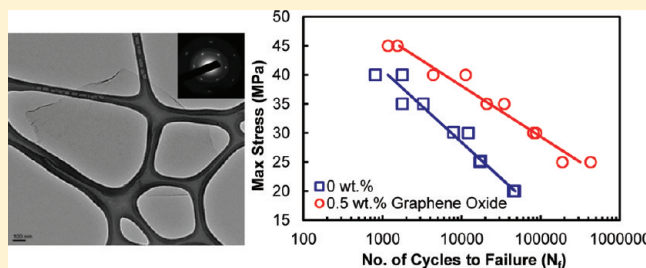 50
45
40
35
30
25
20
15
Max Stress (MPa)
0 wt.%
0.5 wt.% Graphene Oxide
100 1000 10000 100000 1000000
No. of Cycles to Failure (Nf)